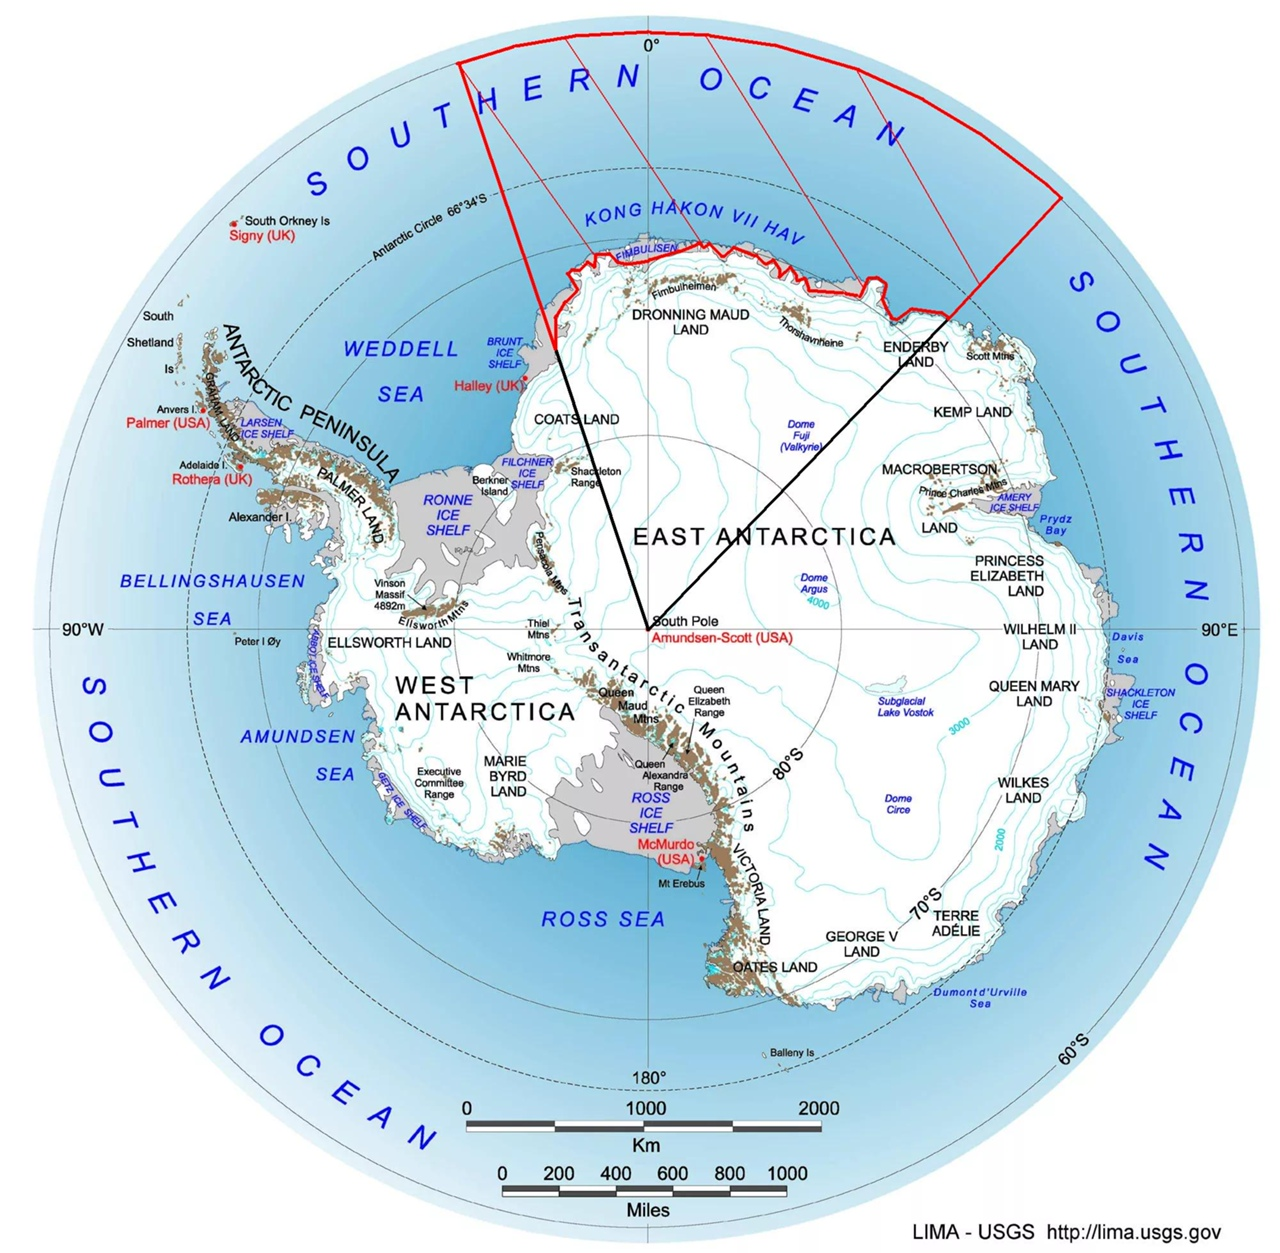 0°
SOUTHERN OCEAN
Antarctic Circle 66°34'S
KONG HÅKON VII HAV
FIMBULISEN
Fimbulheimen
DRONNING MAUD
LAND
Thorshavnheine
ENDERBY
LAND
Scott Mtns
South Orkney Is
Signy (UK)
South
Shetland
Is
ANTARCTIC PENINSULA
GRAHAM LAND
Anvers I.
Palmer (USA)
LARSEN
ICE SHELF
Adelaide I.
Rothera (UK)
PALMER LAND
Alexander I.
WEDDELL
SEA
BRUNT
ICE
SHELF
Halley (UK)
COATS LAND
FILCHNER
ICE
SHELF
Berkner
Island
Shackleton
Range
RONNE
ICE
SHELF
Dome
Fuji
(Valkyrie)
KEMP LAND
MACROBERTSON
LAND
Prince Charles Mtns
AMERY
ICE SHELF
Prydz
Bay
SOUTHERN OCEAN
EAST ANTARCTICA
PRINCESS
ELIZABETH
LAND
Pensacola Mtns
Dome
Argus
4000
BELLINGSHAUSEN
SEA
Vinson
Massif
4892m
Ellsworth Mtns
90°W
Peter I Øy
ABBOT ICE SHELF
ELLSWORTH LAND
Thiel
Mtns
Whitmore
Mtns
South Pole
Amundsen-Scott (USA)
WILHELM II
LAND
90°E
Davis
Sea
Transantarctic Mountains
WEST
ANTARCTICA
Queen
Maud
Mtns
Queen
Elizabeth
Range
Queen
Alexandra
Range
Subglacial
Lake Vostok
QUEEN MARY
LAND
SHACKLETON
ICE
SHELF
3000
80°S
AMUNDSEN
SEA
GETZ ICE SHELF
Executive
Committee
Range
MARIE
BYRD
LAND
ROSS
ICE
SHELF
McMurdo
(USA)
Mt Erebus
Dome
Circe
WILKES
LAND
2000
VICTORIA LAND
70°S
TERRE
ADÉLIE
GEORGE V
LAND
OATES LAND
ROSS SEA
Dumont d'Urville
Sea
SOUTHERN OCEAN
Balleny Is
60°S
180°
0 1000 2000
Km
0 200 400 600 800 1000
Miles
LIMA - USGS http://lima.usgs.gov